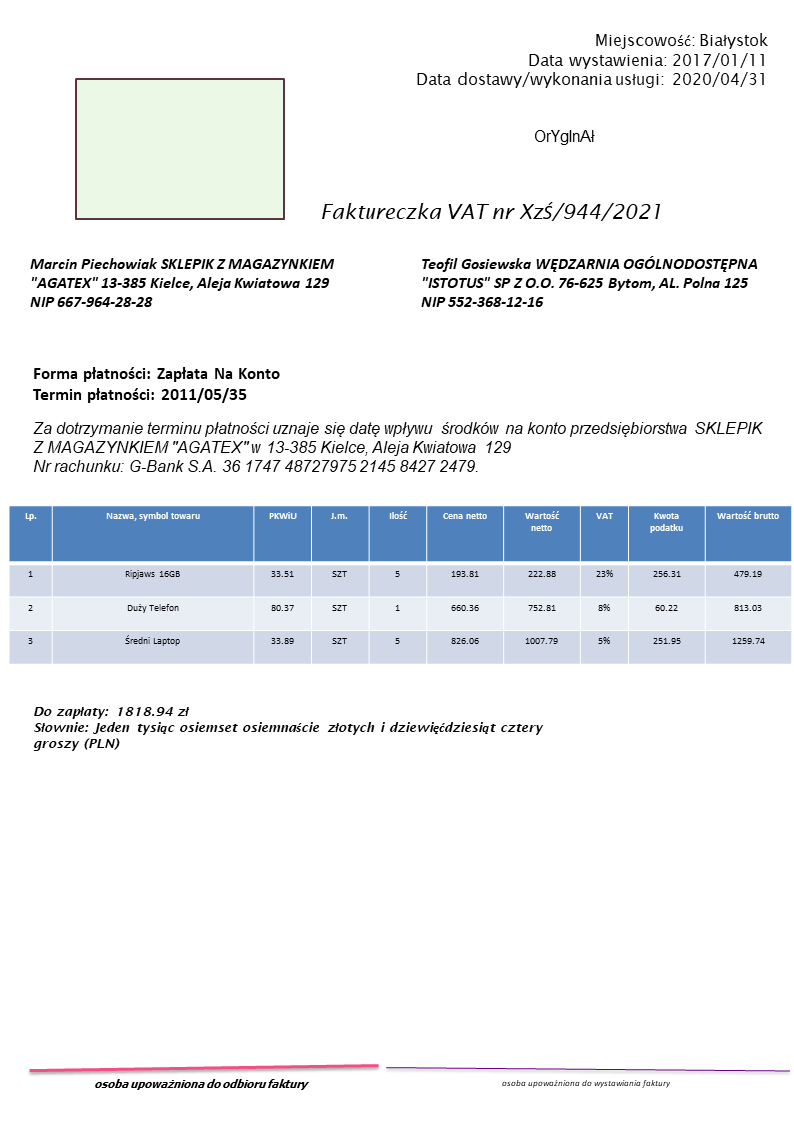 Miejscowość: Białystok
Data wystawienia: 2017/01/11
Data dostawy/wykonania usługi: 2020/04/31
OrYgInAł
Faktureczka VAT nr Xzś/944/2021
Marcin Piechowiak SKLEPIK Z MAGAZYNKIEM
"AGATEX" 13-385 Kielce, Aleja Kwiatowa 129
NIP 667-964-28-28
Teofil Gosiewska WĘDZARNIA OGÓLNODOSTĘPNA
"ISTOTUS" SP Z O.O. 76-625 Bytom, AL. Polna 125
NIP 552-368-12-16
Forma płatności: Zapłata Na Konto
Termin płatności: 2011/05/35
Za dotrzymanie terminu płatności uznaje się datę wpływu środków na konto przedsiębiorstwa SKLEPIK
Z MAGAZYNKIEM "AGATEX" w 13-385 Kielce, Aleja Kwiatowa 129
Nr rachunku: G-Bank S.A. 36 1747 48727975 2145 8427 2479.
Lp. Nazwa, symbol towaru PKWiU J.m. Ilość Cena netto Wartość netto VAT Kwota podatku Wartość brutto
1 Ripjaws 16GB 33.51 SZT 5 193.81 222.88 23% 256.31 479.19
2 Duży Telefon 80.37 SZT 1 660.36 752.81 8% 60.22 813.03
3 Średni Laptop 33.89 SZT 5 826.06 1007.79 5% 251.95 1259.74
Do zapłaty: 1818.94 zł
Słownie: Jeden tysiąc osiemset osiemnaście złotych i dziewięćdziesiąt cztery
groszy (PLN)
osoba upoważniona do odbioru faktury
osoba upoważniona do wystawiania faktury